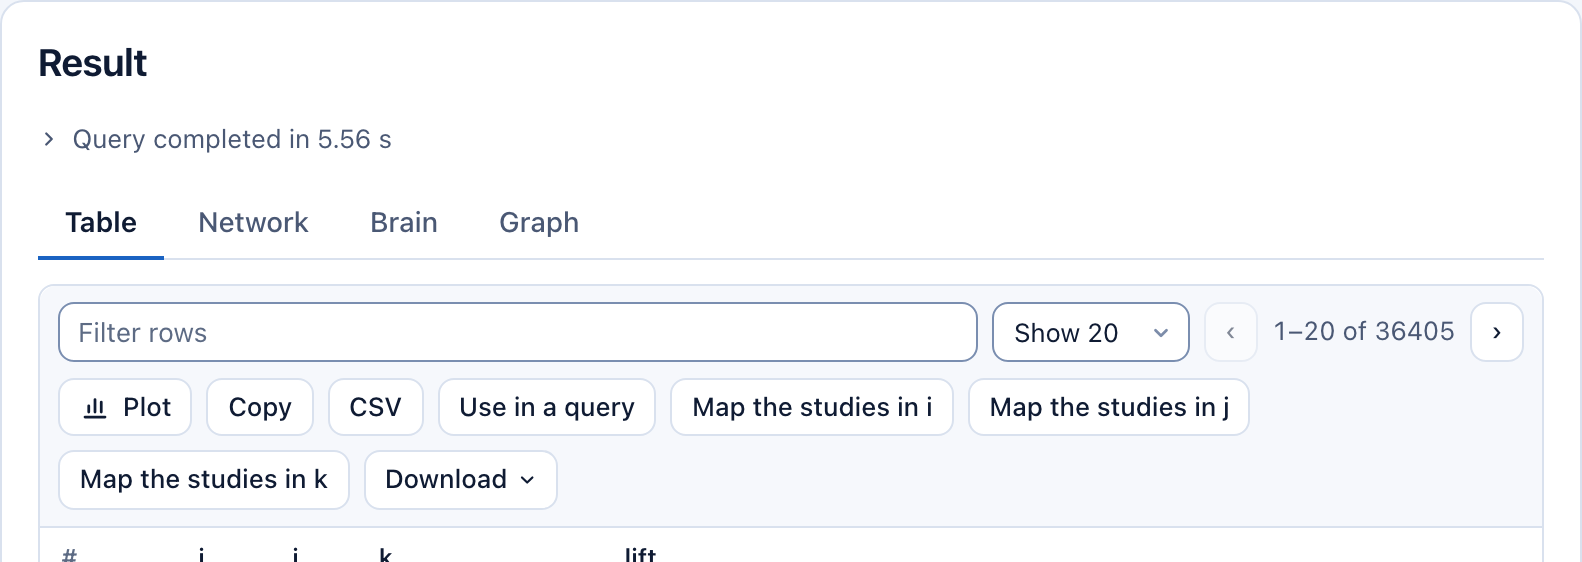 Result
Query completed in 5.56 s
Table Network Brain Graph
Filter rows Show 20 1–20 of 36405
Plot Copy CSV Use in a query Map the studies in i Map the studies in j
Map the studies in k Download
# i j k lift